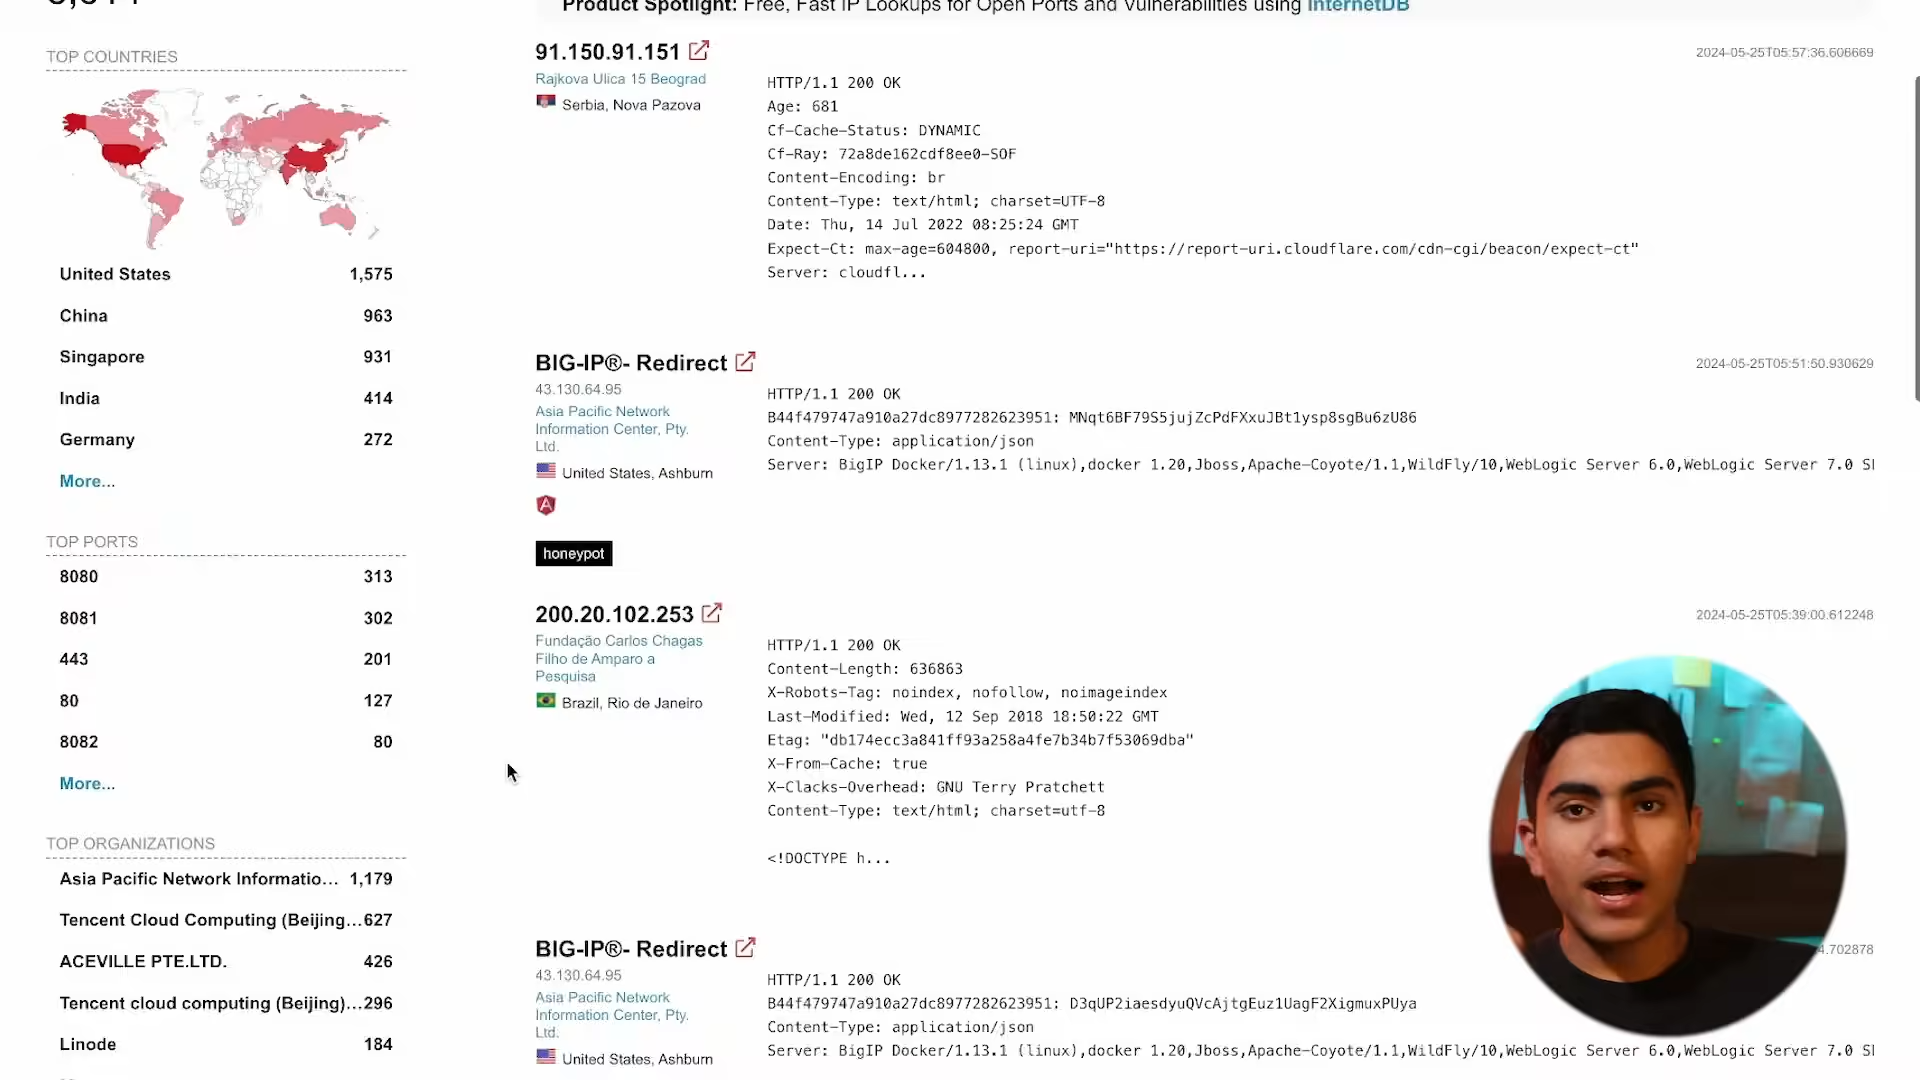 Product Spotlight: Free, Fast IP Lookups for Open Ports and Vulnerabilities using InternetDB
TOP COUNTRIES
United States 1,575
China 963
Singapore 931
India 414
Germany 272
More...
TOP PORTS
8080 313
8081 302
443 201
80 127
8082 80
More...
TOP ORGANIZATIONS
Asia Pacific Network Informatio... 1,179
Tencent Cloud Computing (Beijing... 627
ACEVILLE PTE.LTD. 426
Tencent cloud computing (Beijing)... 296
Linode 184
91.150.91.151
2024-05-25T05:57:36.606669
Rajkova Ulica 15 Beograd
Serbia, Nova Pazova
HTTP/1.1 200 OK
Age: 681
Cf-Cache-Status: DYNAMIC
Cf-Ray: 72a8de162cdf8ee0-SOF
Content-Encoding: br
Content-Type: text/html; charset=UTF-8
Date: Thu, 14 Jul 2022 08:25:24 GMT
Expect-Ct: max-age=604800, report-uri="https://report-uri.cloudflare.com/cdn-cgi/beacon/expect-ct"
Server: cloudfl...
BIG-IP®- Redirect
2024-05-25T05:51:50.930629
43.130.64.95
Asia Pacific Network
Information Center, Pty.
Ltd.
United States, Ashburn
honeypot
HTTP/1.1 200 OK
B44f479747a910a27dc8977282623951: MNqt6BF79S5jujZcPdFXxuJBt1ysp8sgBu6zU86
Content-Type: application/json
Server: BigIP Docker/1.13.1 (linux),docker 1.20,Jboss,Apache-Coyote/1.1,WildFly/10,WebLogic Server 6.0,WebLogic Server 7.0
200.20.102.253
2024-05-25T05:39:00.612248
Fundação Carlos Chagas
Filho de Amparo a
Pesquisa
Brazil, Rio de Janeiro
HTTP/1.1 200 OK
Content-Length: 636863
X-Robots-Tag: noindex, nofollow, noimageindex
Last-Modified: Wed, 12 Sep 2018 18:50:22 GMT
Etag: "db174ecc3a841ff93a258a4fe7b34b7f53069dba"
X-From-Cache: true
X-Clacks-Overhead: GNU Terry Pratchett
Content-Type: text/html; charset=utf-8
<!DOCTYPE h...
BIG-IP®- Redirect
4.702878
43.130.64.95
Asia Pacific Network
Information Center, Pty.
Ltd.
United States, Ashburn
HTTP/1.1 200 OK
B44f479747a910a27dc8977282623951: D3qUP2iaesdyuQVcAjtgEuz1UagF2XigmuxPUya
Content-Type: application/json
Server: BigIP Docker/1.13.1 (linux),docker 1.20,Jboss,Apache-Coyote/1.1,WildFly/10,WebLogic Server 6.0,WebLogic Server 7.0